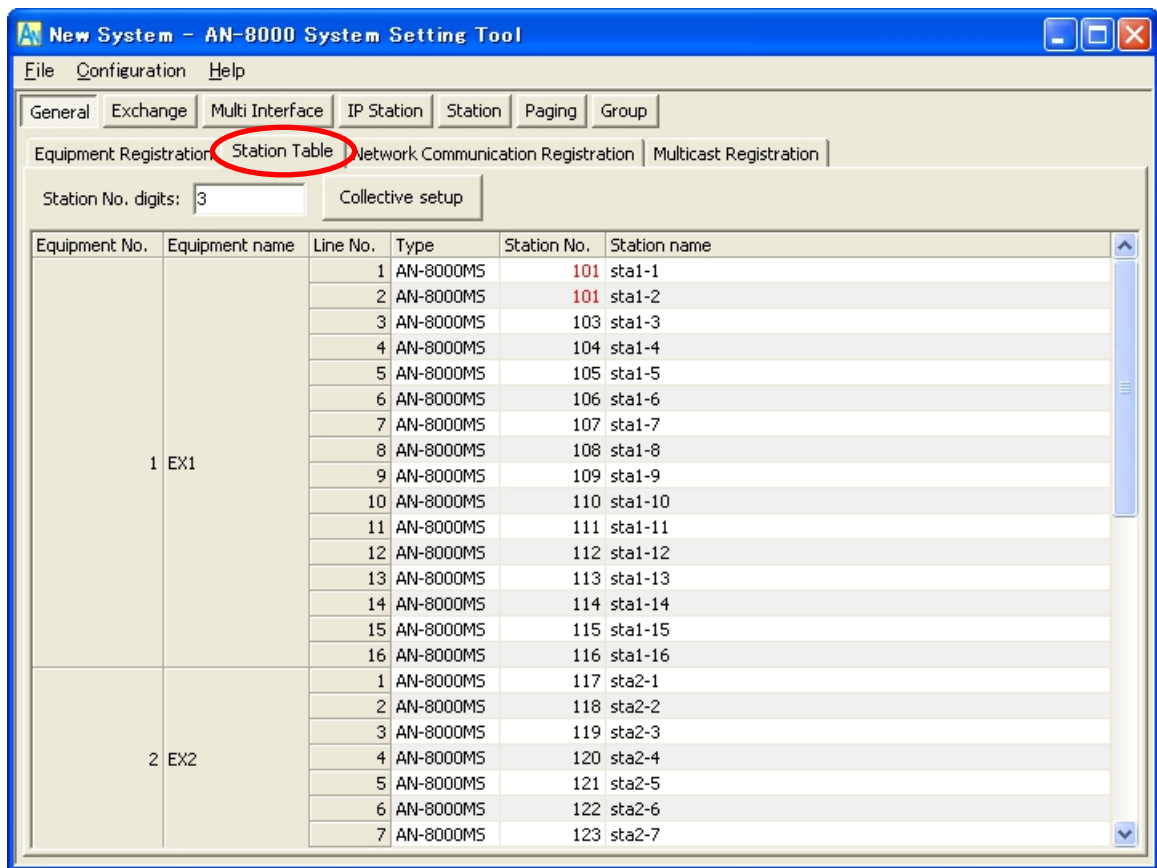 New System - AN-8000 System Setting Tool
File Configuration Help
General Exchange Multi Interface IP Station Station Paging Group
Equipment Registration Station Table Network Communication Registration Multicast Registration
Station No. digits: 3 Collective setup
Equipment No. Equipment name Line No. Type Station No. Station name
1 AN-8000MS 101 sta1-1
2 AN-8000MS 101 sta1-2
3 AN-8000MS 103 sta1-3
4 AN-8000MS 104 sta1-4
5 AN-8000MS 105 sta1-5
6 AN-8000MS 106 sta1-6
7 AN-8000MS 107 sta1-7
8 AN-8000MS 108 sta1-8
1 EX1
9 AN-8000MS 109 sta1-9
10 AN-8000MS 110 sta1-10
11 AN-8000MS 111 sta1-11
12 AN-8000MS 112 sta1-12
13 AN-8000MS 113 sta1-13
14 AN-8000MS 114 sta1-14
15 AN-8000MS 115 sta1-15
16 AN-8000MS 116 sta1-16
1 AN-8000MS 117 sta2-1
2 AN-8000MS 118 sta2-2
3 AN-8000MS 119 sta2-3
2 EX2 4 AN-8000MS 120 sta2-4
5 AN-8000MS 121 sta2-5
6 AN-8000MS 122 sta2-6
7 AN-8000MS 123 sta2-7